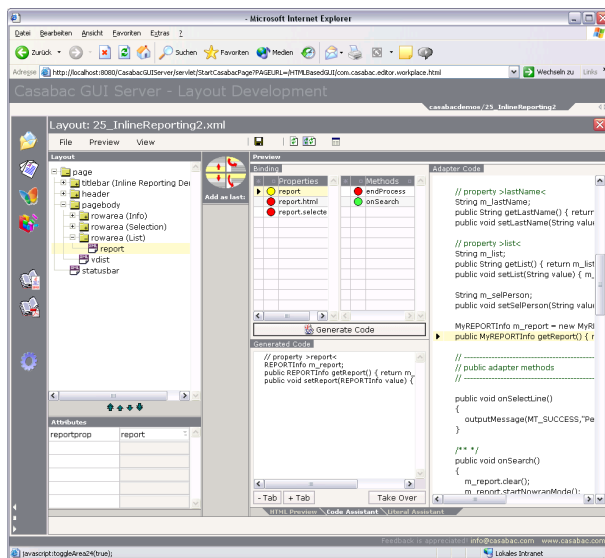 - Microsoft Internet Explorer
Datei Bearbeiten Ansicht Favoriten Extras ?
Zurück Suchen Favoriten Medien
Adresse http://localhost:8080/CasabacGUIServer/servlet/StartCasabacPage?PAGEURL=/HTMLBasedGUI/com.casabac.editor.workplace.html Wechseln zu Links
Casabac GUI Server - Layout Development
casabacdemos/25_InlineReporting2
Layout: 25_InlineReporting2.xml
File Preview View
Layout
page
titlebar (Inline Reporting De
header
pagebody
rowarea (Info)
rowarea (Selection)
rowarea (List)
report
vdist
statusbar
Attributes
reportprop report
Add as last:
Preview
Binding
Properties Methods
report endProcess
report.html onSearch
report.selecte
Generate Code
Generated Code
// property >report<
REPORTInfo m_report;
public REPORTInfo getReport() { return m_
public void setReport(REPORTInfo value) {
- Tab + Tab Take Over
Adapter Code
// property >lastName<
String m_lastName;
public String getLastName() { return
public void setLastName(String valu
// property >list<
String m_list;
public String getList() { return m_list
public void setList(String value) { m_
String m_selPerson;
public void setSelPerson(String valu
MyREPORTInfo m_report = new MyR
public MyREPORTInfo getReport() { r
// ----------------------------------------
// public adapter methods
// ----------------------------------------
public void onSelectLine()
{
outputMessage(MT_SUCCESS,"Pe
}
/** */
public void onSearch()
{
m_report.clear();
m_report.startNowrapMode();
HTML Preview Code Assistant Literal Assistant
Feedback is appreciated: info@casabac.com www.casabac.com
javascript:toggleArea24(true); Lokales Intranet